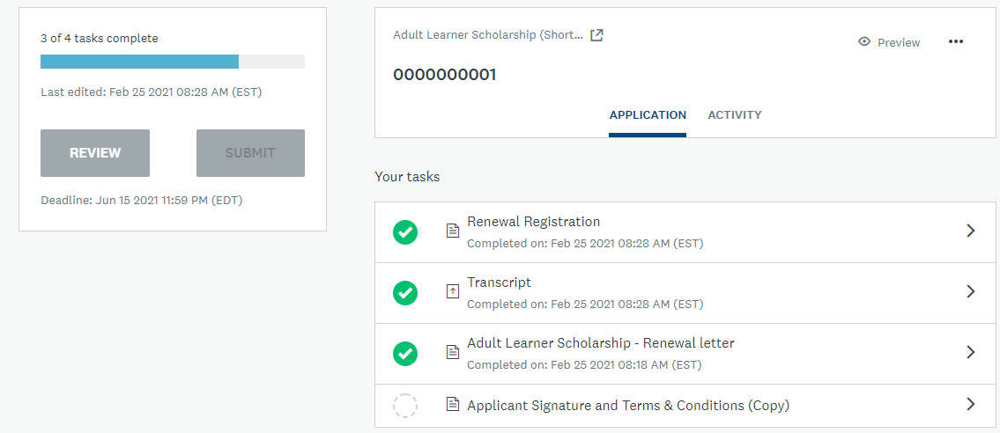 3 of 4 tasks complete
Last edited: Feb 25 2021 08:28 AM (EST)
REVIEW
SUBMIT
Deadline: Jun 15 2021 11:59 PM (EDT)
Adult Learner Scholarship (Short...
Preview
0000000001
APPLICATION
ACTIVITY
Your tasks
Renewal Registration
Completed on: Feb 25 2021 08:28 AM (EST)
Transcript
Completed on: Feb 25 2021 08:28 AM (EST)
Adult Learner Scholarship - Renewal letter
Completed on: Feb 25 2021 08:18 AM (EST)
Applicant Signature and Terms & Conditions (Copy)